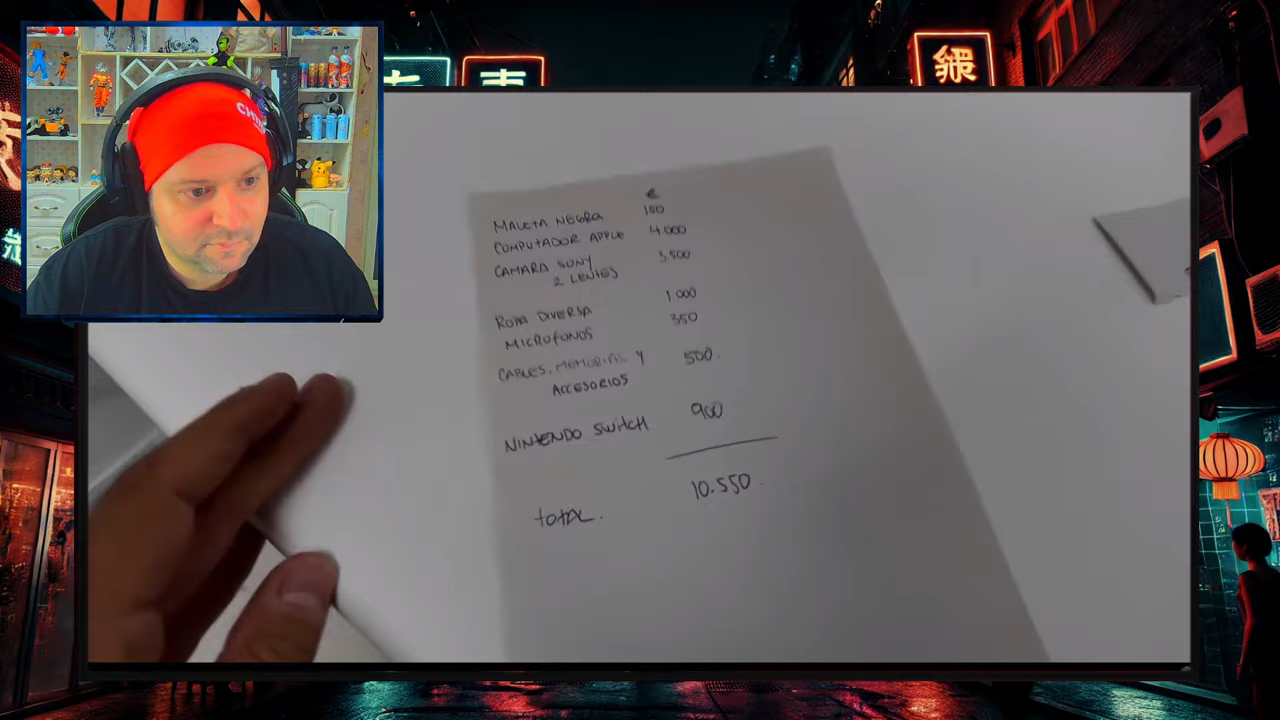 €
MALETA NEGRA
COMPUTADOR APPLE 4.000
CAMARA SONY 3.500
2 LENTES
ROPA DIVERSA 1 000
MICROFONOS 350
CABLES, MEMORIAS Y 500.
ACCESORIOS
NINTENDO SWITCH 900
10.550
TOTAL.